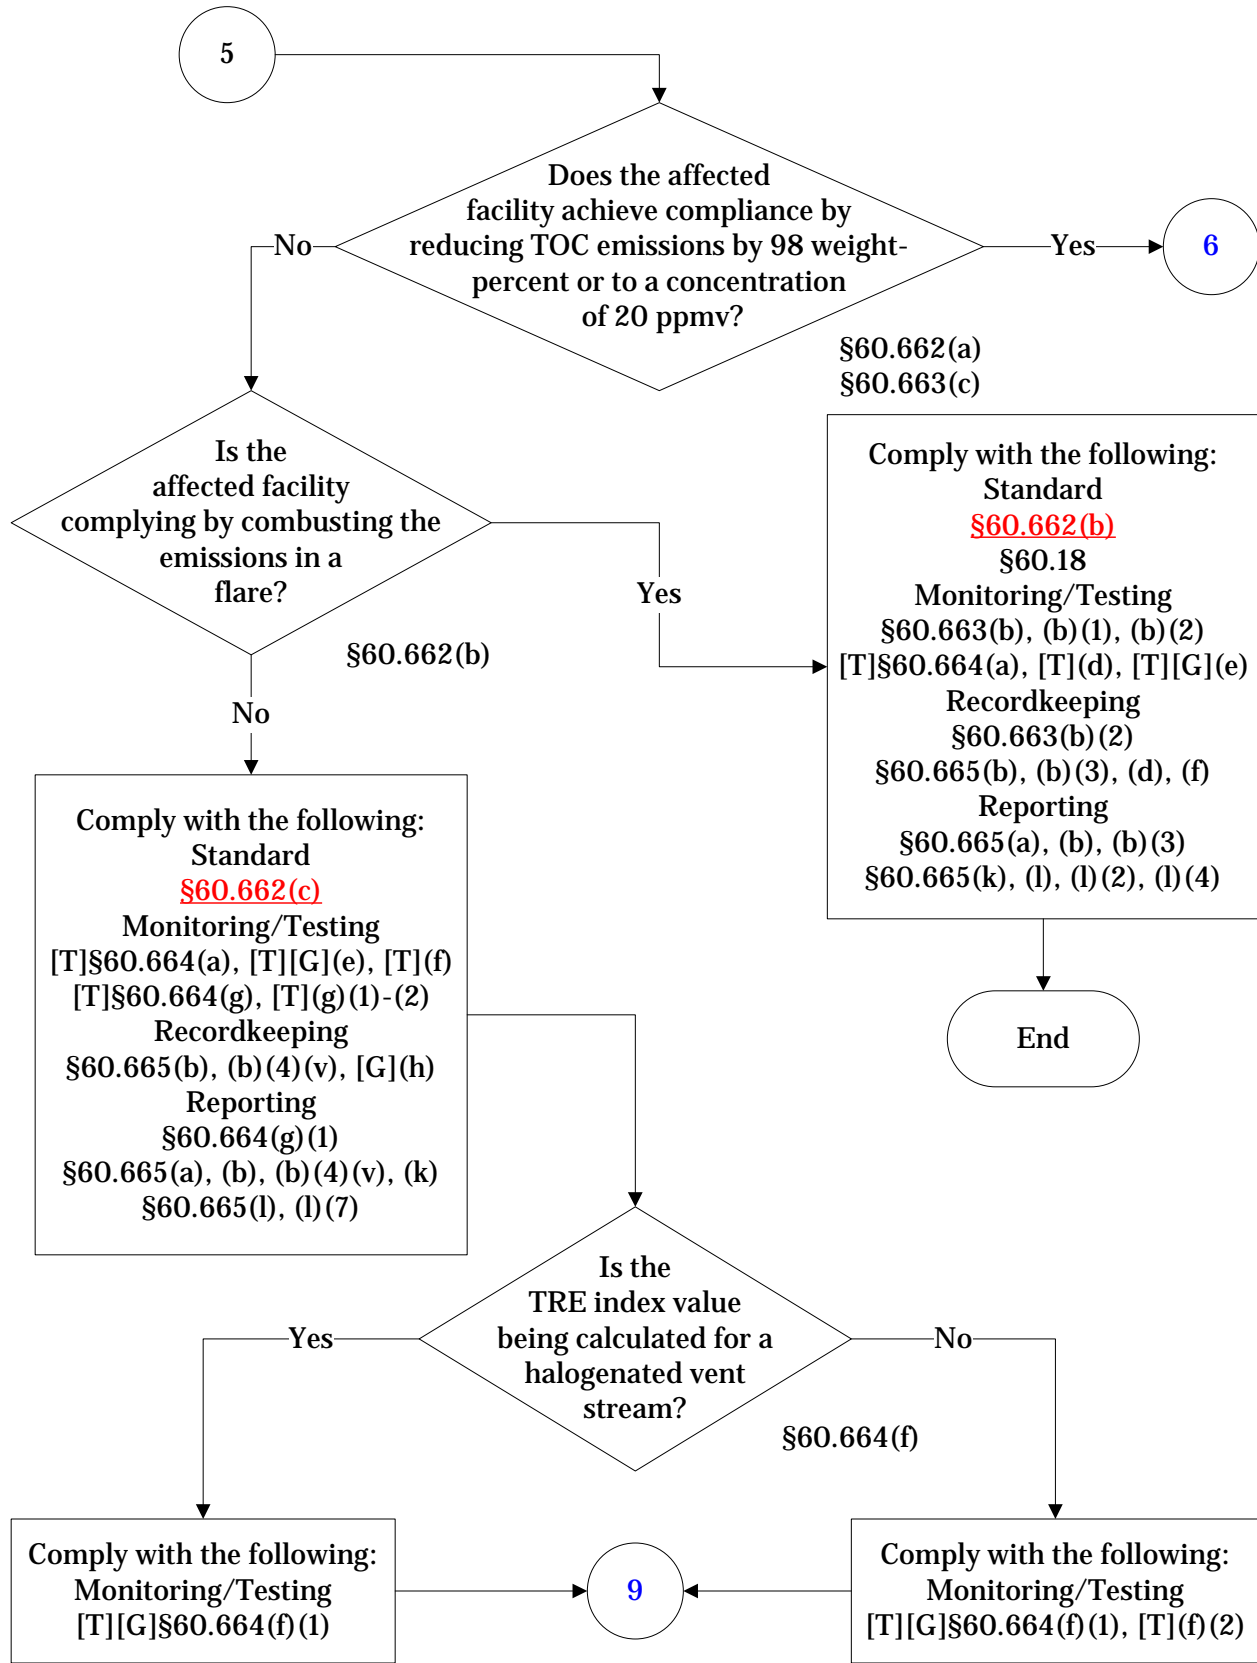 5
Does the affected
facility achieve compliance by
reducing TOC emissions by 98 weight-
percent or to a concentration
of 20 ppmv?
No
Yes
6
§60.662(a)
§60.663(c)
Is the
affected facility
complying by combusting the
emissions in a
flare?
§60.662(b)
Yes
No
Comply with the following:
Standard
§60.662(b)
§60.18
Monitoring/Testing
§60.663(b), (b)(1), (b)(2)
[T]§60.664(a), [T](d), [T][G](e)
Recordkeeping
§60.663(b)(2)
§60.665(b), (b)(3), (d), (f)
Reporting
§60.665(a), (b), (b)(3)
§60.665(k), (l), (l)(2), (l)(4)
End
Comply with the following:
Standard
§60.662(c)
Monitoring/Testing
[T]§60.664(a), [T][G](e), [T](f)
[T]§60.664(g), [T](g)(1)-(2)
Recordkeeping
§60.665(b), (b)(4)(v), [G](h)
Reporting
§60.664(g)(1)
§60.665(a), (b), (b)(4)(v), (k)
§60.665(l), (l)(7)
Is the
TRE index value
being calculated for a
halogenated vent
stream?
Yes
No
§60.664(f)
Comply with the following:
Monitoring/Testing
[T][G]§60.664(f)(1)
9
Comply with the following:
Monitoring/Testing
[T][G]§60.664(f)(1), [T](f)(2)